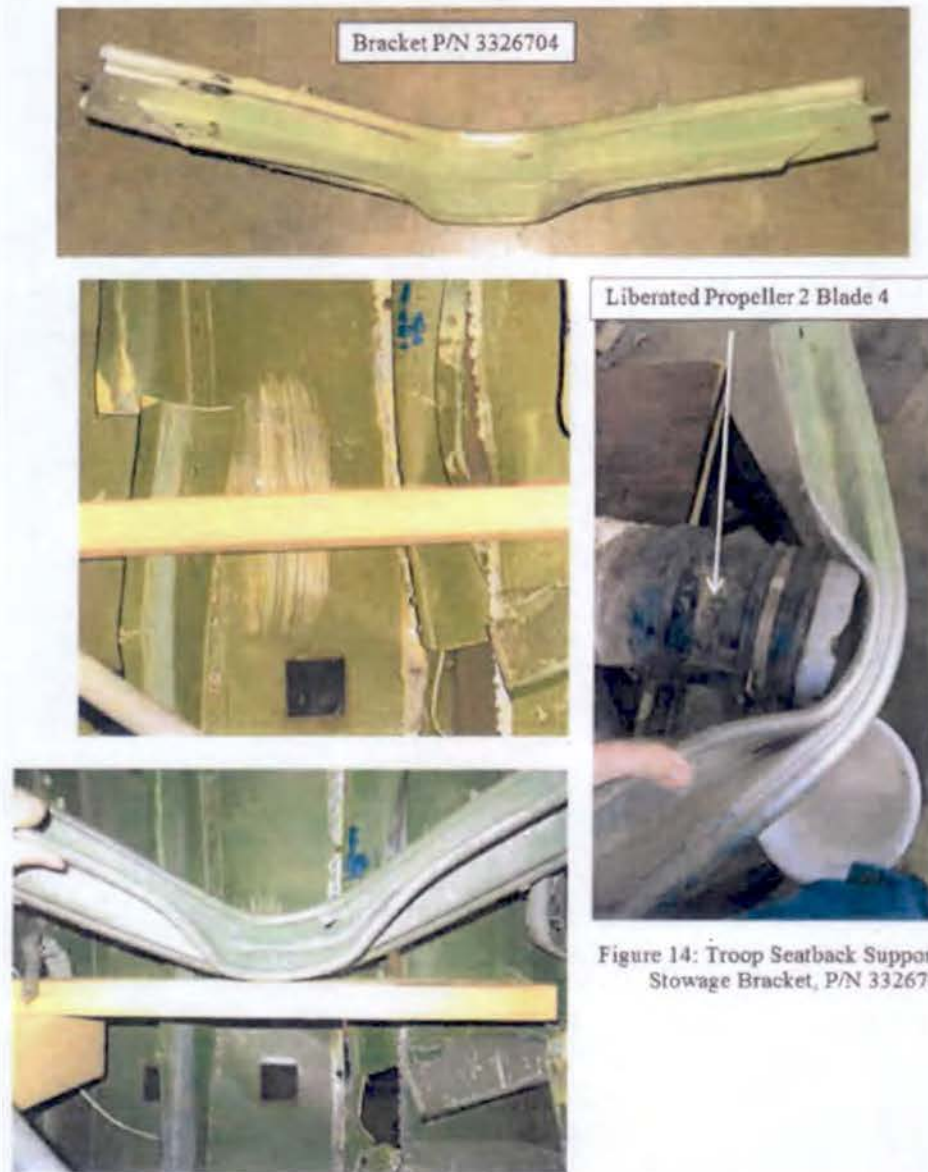 Bracket P/N 3326704
Liberated Propeller 2 Blade 4
Figure 14: Troop Seatback Suppor
Stowage Bracket, P/N 33267